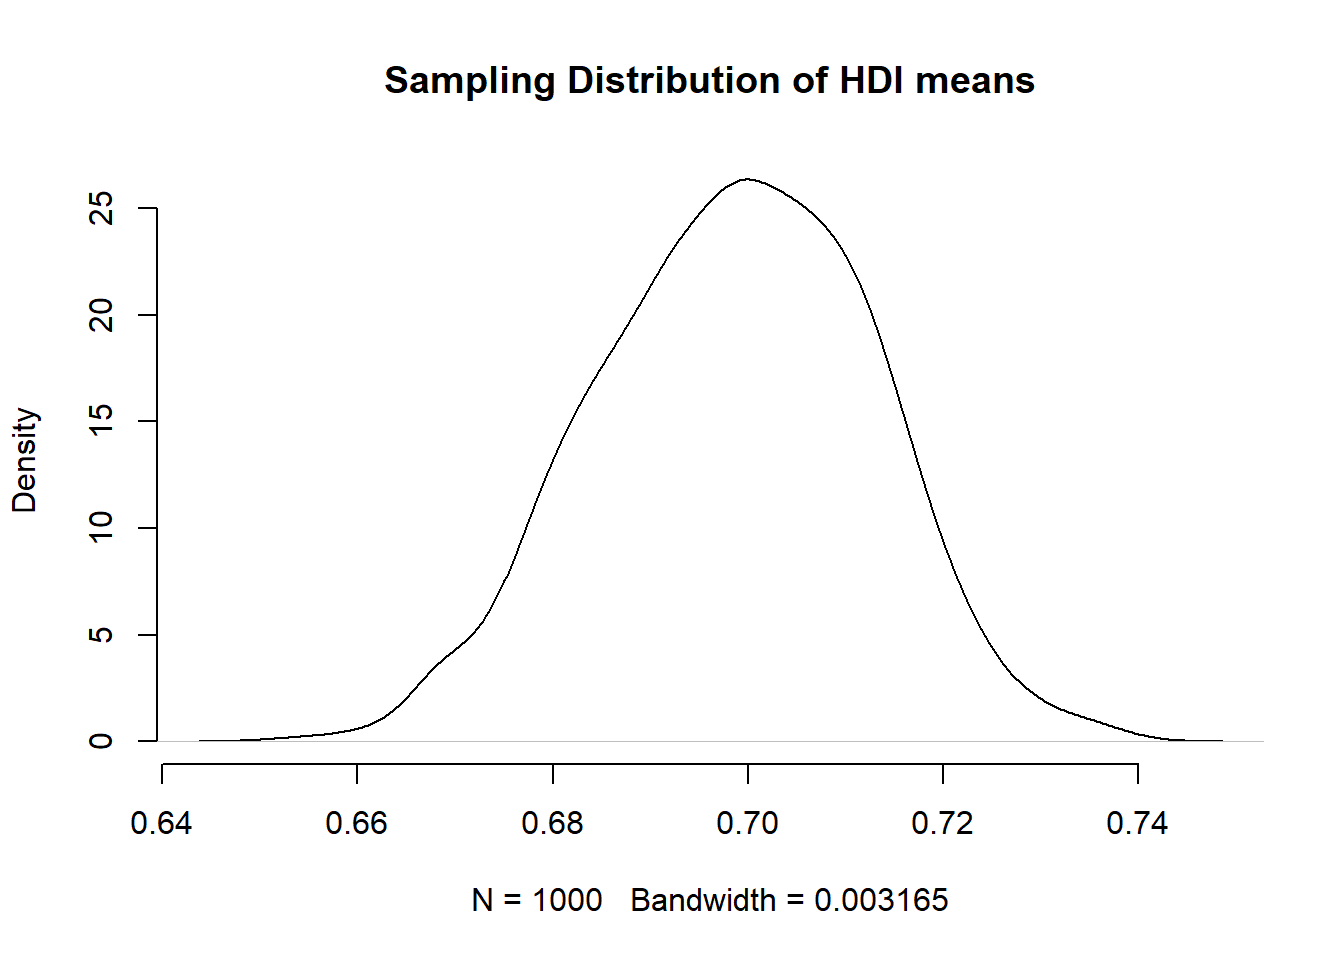 Sampling Distribution of HDI means
25
20
15
10
5
0
Density
0.64 0.66 0.68 0.70 0.72 0.74
N = 1000   Bandwidth = 0.003165